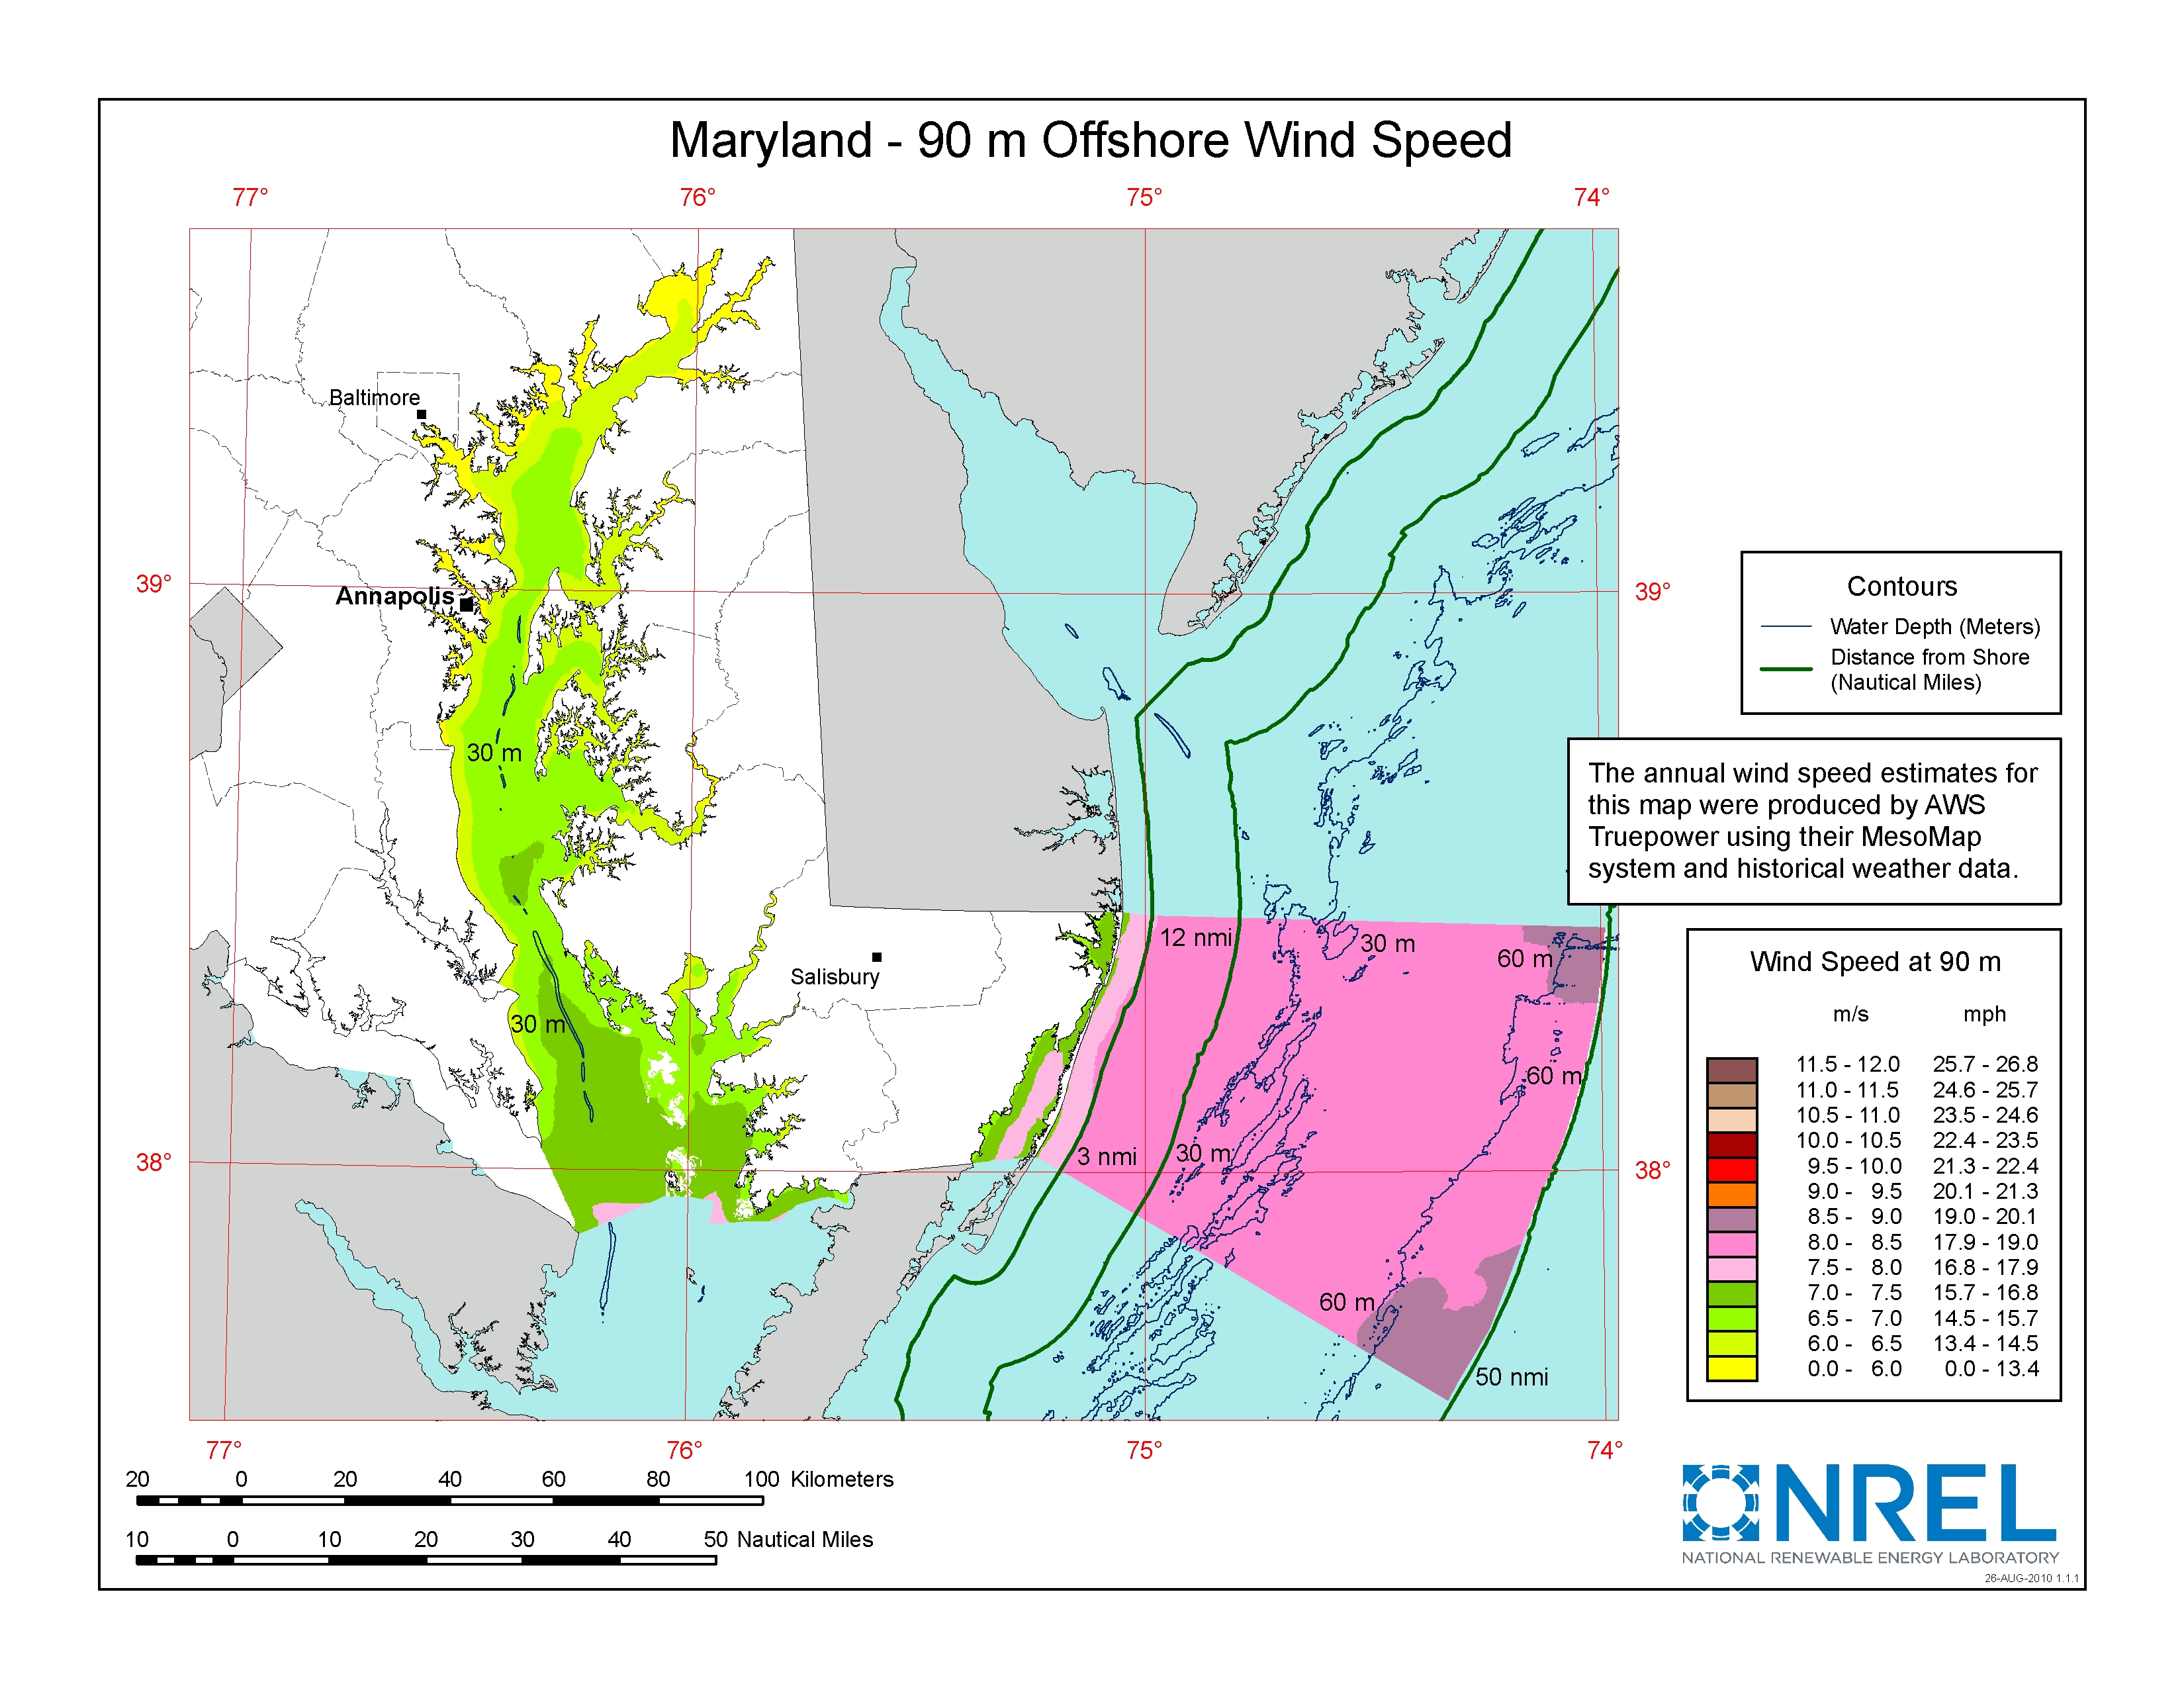 Maryland - 90 m Offshore Wind Speed
77° 76° 75° 74°
Baltimore
39° 39°
Annapolis
Contours
Water Depth (Meters)
Distance from Shore
(Nautical Miles)
30 m
The annual wind speed estimates for
this map were produced by AWS
Truepower using their MesoMap
system and historical weather data.
12 nmi 30 m
60 m
Salisbury
30 m
60 m
3 nmi 30 m
38° 38°
60 m
50 nmi
Wind Speed at 90 m
m/s mph
11.5 - 12.0 25.7 - 26.8
11.0 - 11.5 24.6 - 25.7
10.5 - 11.0 23.5 - 24.6
10.0 - 10.5 22.4 - 23.5
9.5 - 10.0 21.3 - 22.4
9.0 - 9.5 20.1 - 21.3
8.5 - 9.0 19.0 - 20.1
8.0 - 8.5 17.9 - 19.0
7.5 - 8.0 16.8 - 17.9
7.0 - 7.5 15.7 - 16.8
6.5 - 7.0 14.5 - 15.7
6.0 - 6.5 13.4 - 14.5
0.0 - 6.0 0.0 - 13.4
77° 76° 75° 74°
20 0 20 40 60 80 100 Kilometers
10 0 10 20 30 40 50 Nautical Miles
NREL
NATIONAL RENEWABLE ENERGY LABORATORY
26-AUG-2010 1.1.1